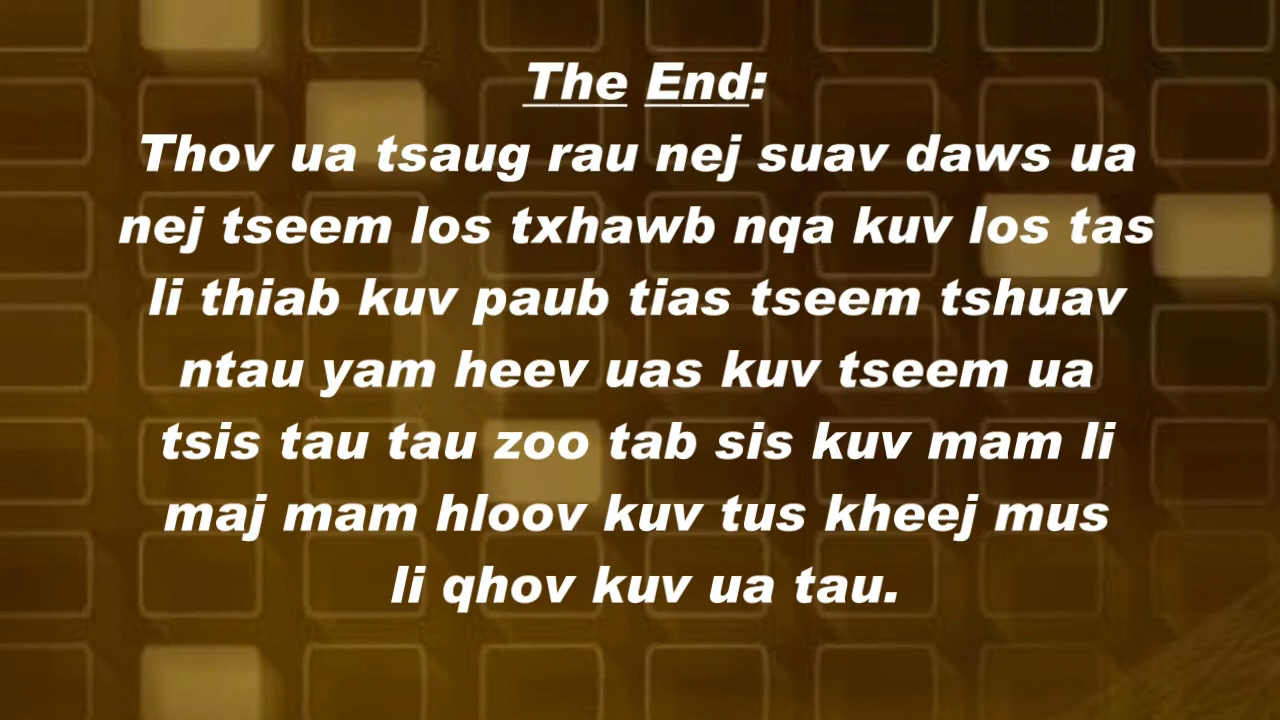 The End:
Thov ua tsaug rau nej suav daws ua
nej tseem los txhawb nqa kuv los tas
li thiab kuv paub tias tseem tshuav
ntau yam heev uas kuv tseem ua
tsis tau tau zoo tab sis kuv mam li
maj mam hloov kuv tus kheej mus
li qhov kuv ua tau.